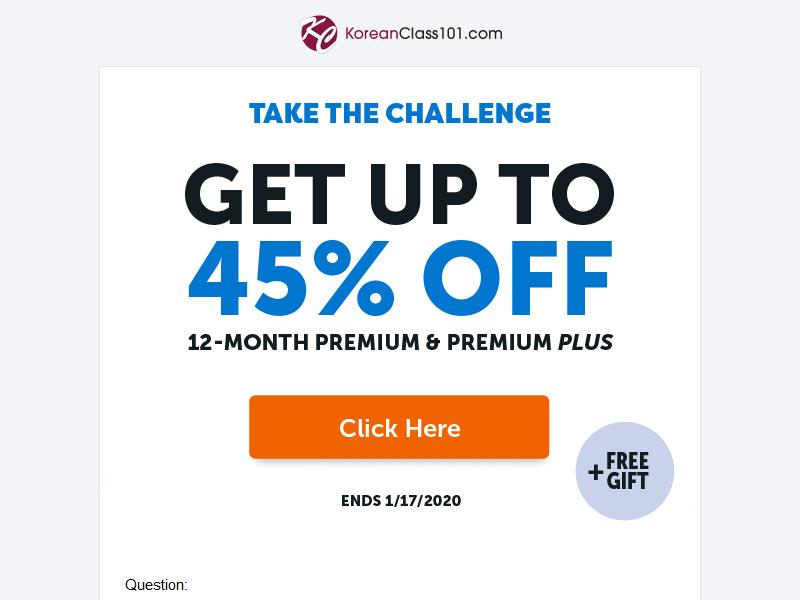 KoreanClass101.com
TAKE THE CHALLENGE
GET UP TO
45% OFF
12-MONTH PREMIUM & PREMIUM PLUS
Click Here
+ FREE
GIFT
ENDS 1/17/2020
Question: